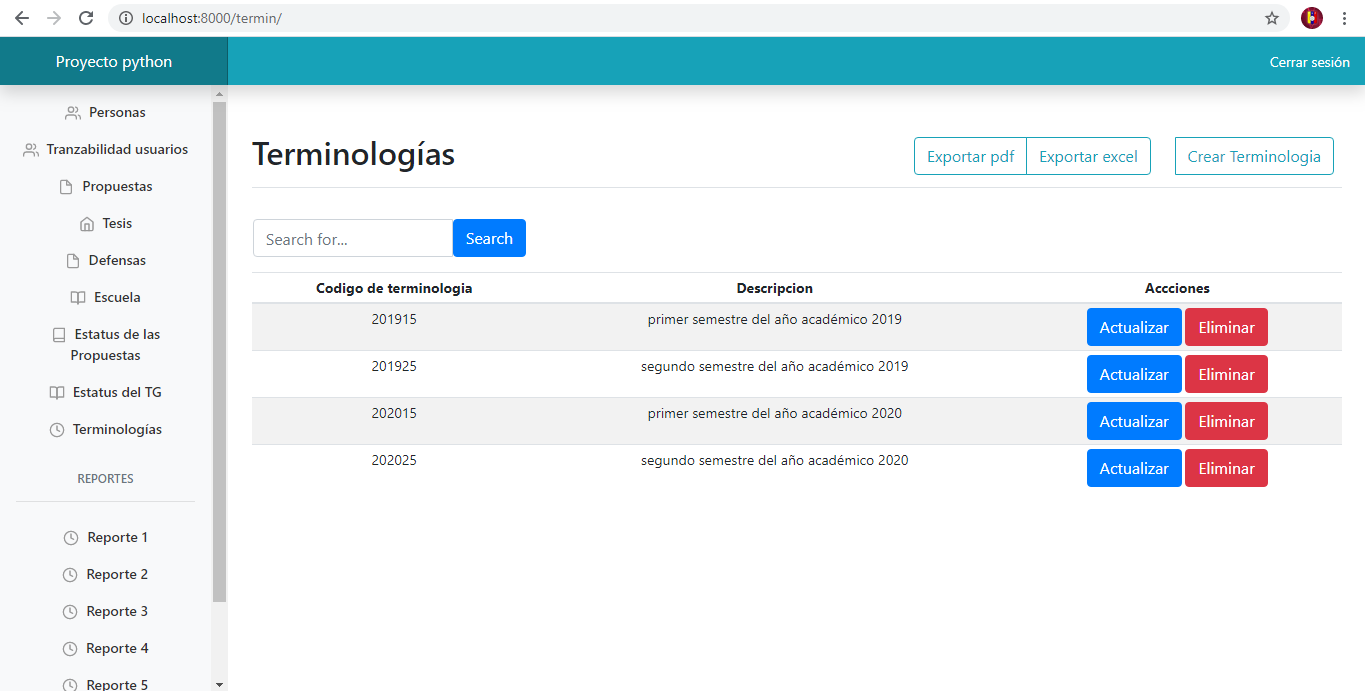 localhost:8000/termin/
Proyecto python
Cerrar sesión
Personas
Tranzabilidad usuarios
Propuestas
Tesis
Defensas
Escuela
Estatus de las
Propuestas
Estatus del TG
Terminologías
REPORTES
Reporte 1
Reporte 2
Reporte 3
Reporte 4
Reporte 5
Terminologías
Exportar pdf Exportar excel Crear Terminologia
Search for... Search
Codigo de terminologia Descripcion Accciones
201915 primer semestre del año académico 2019 Actualizar Eliminar
201925 segundo semestre del año académico 2019 Actualizar Eliminar
202015 primer semestre del año académico 2020 Actualizar Eliminar
202025 segundo semestre del año académico 2020 Actualizar Eliminar